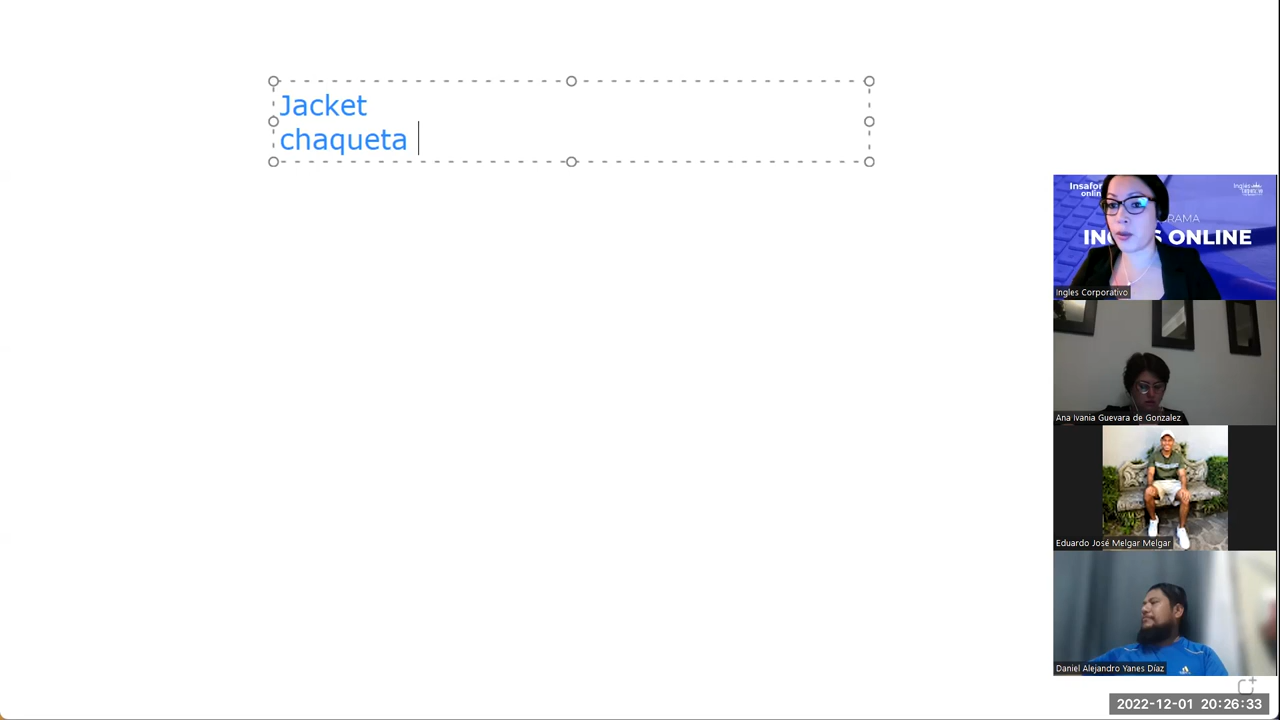 Jacket
chaqueta
Insafor
online
INGLES ONLINE
Ingles Corporativo
Ana Ivania Guevara de Gonzalez
Eduardo José Melgar Melgar
Daniel Alejandro Yanes Díaz
2022-12-01 20:26:33